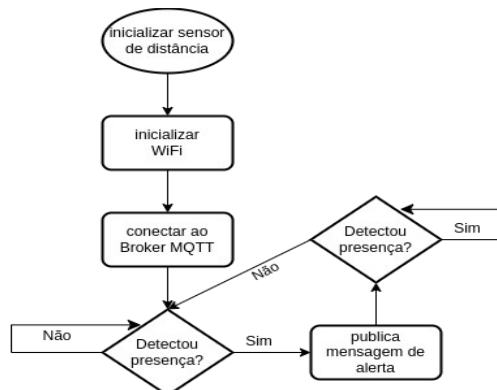 inicializar sensor
de distância
inicializar
WiFi
conectar ao
Broker MQTT
Detectou
presença?
Sim
Não
Não
Detectou
presença?
Sim
publica
mensagem de
alerta